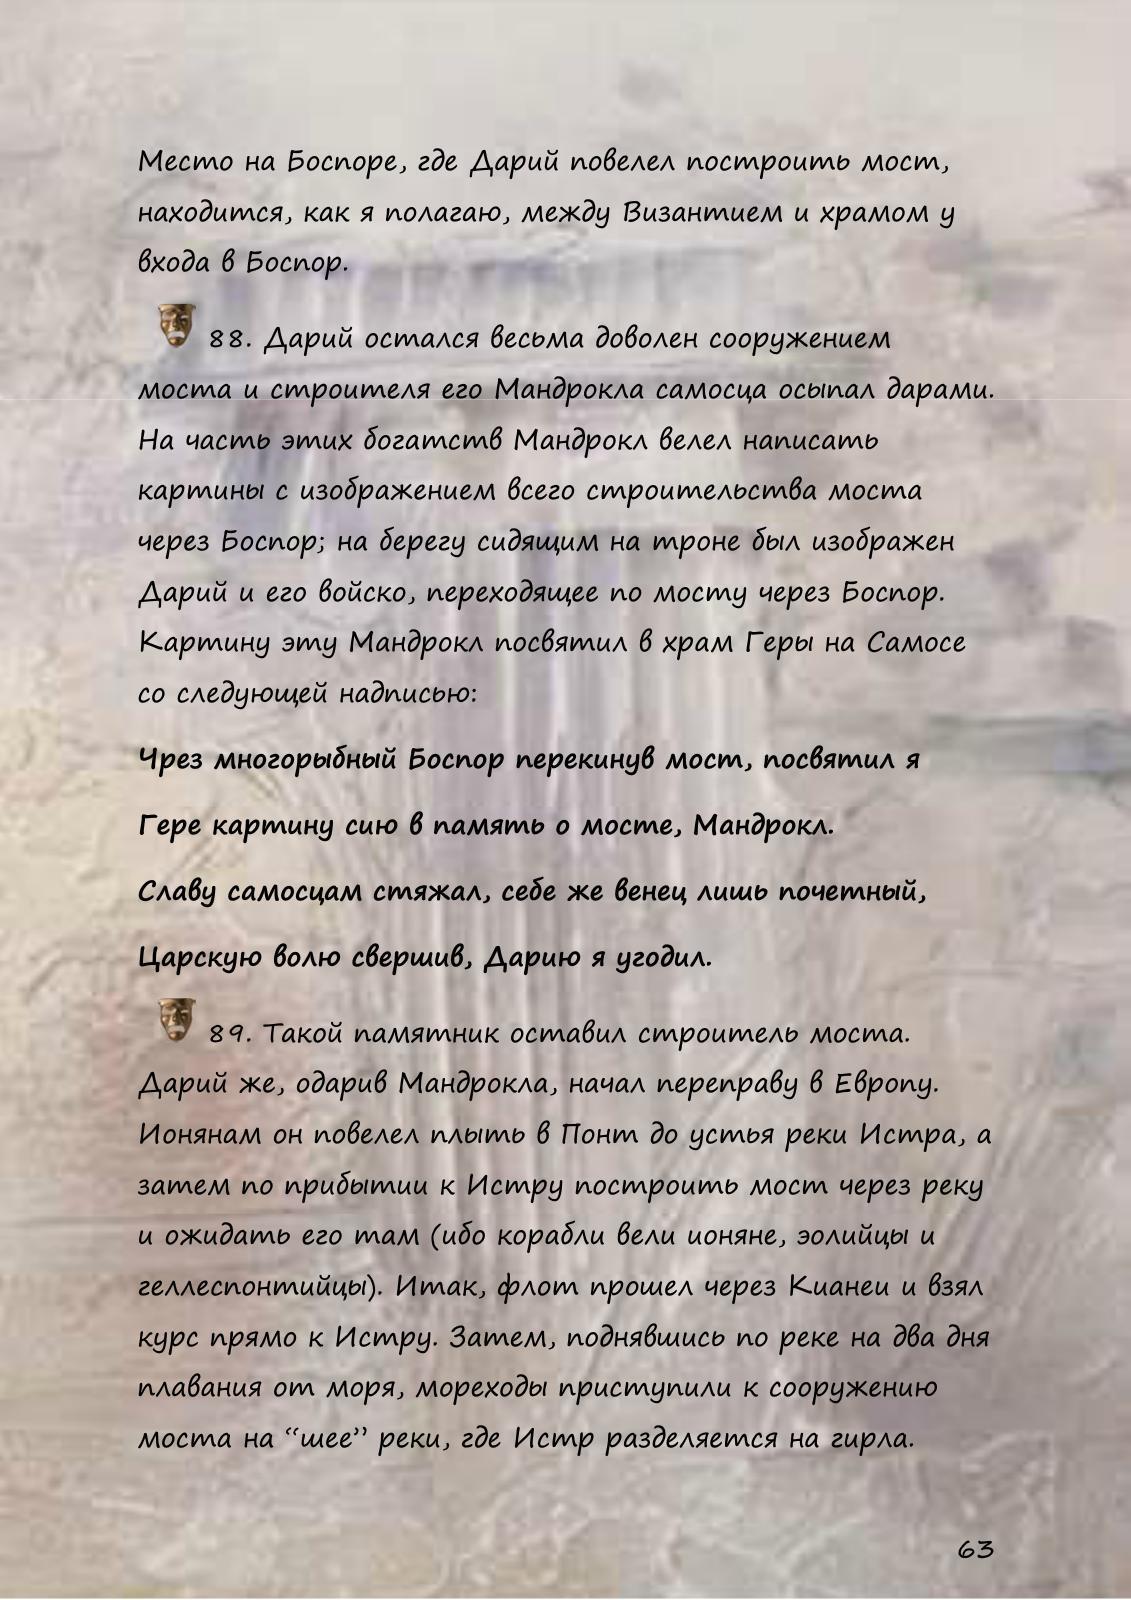 Место на Боспоре, где Дарий повелел построить мост,
находится, как я полагаю, между Византием и храмом у
входа в Боспор.
88. Дарий остался весьма доволен сооружением
моста и строителя его Мандрокла самосца осыпал дарами.
На часть этих богатств Мандрокл велел написать
картины с изображением всего строительства моста
через Боспор; на берегу сидящим на троне был изображен
Дарий и его войско, переходящее по мосту через Боспор.
Картину эту Мандрокл посвятил в храм Геры на Самосе
со следующей надписью:
Чрез многорыбный Боспор перекинув мост, посвятил я
Гере картину сию в память о мосте, Мандрокл.
Славу самосцам стяжал, себе же венец лишь почетный,
Царскую волю свершив, Дарию я угодил.
89. Такой памятник оставил строитель моста.
Дарий же, одарив Мандрокла, начал переправу в Европу.
Ионянам он повелел плыть в Понт до устья реки Истра, а
затем по прибытии к Истру построить мост через реку
и ожидать его там (ибо корабли вели ионяне, эолийцы и
геллеспонтийцы). Итак, флот прошел через Кианеи и взял
курс прямо к Истру. Затем, поднявшись по реке на два дня
плавания от моря, мореходы приступили к сооружению
моста на “шее” реки, где Истр разделяется на гирла.
63